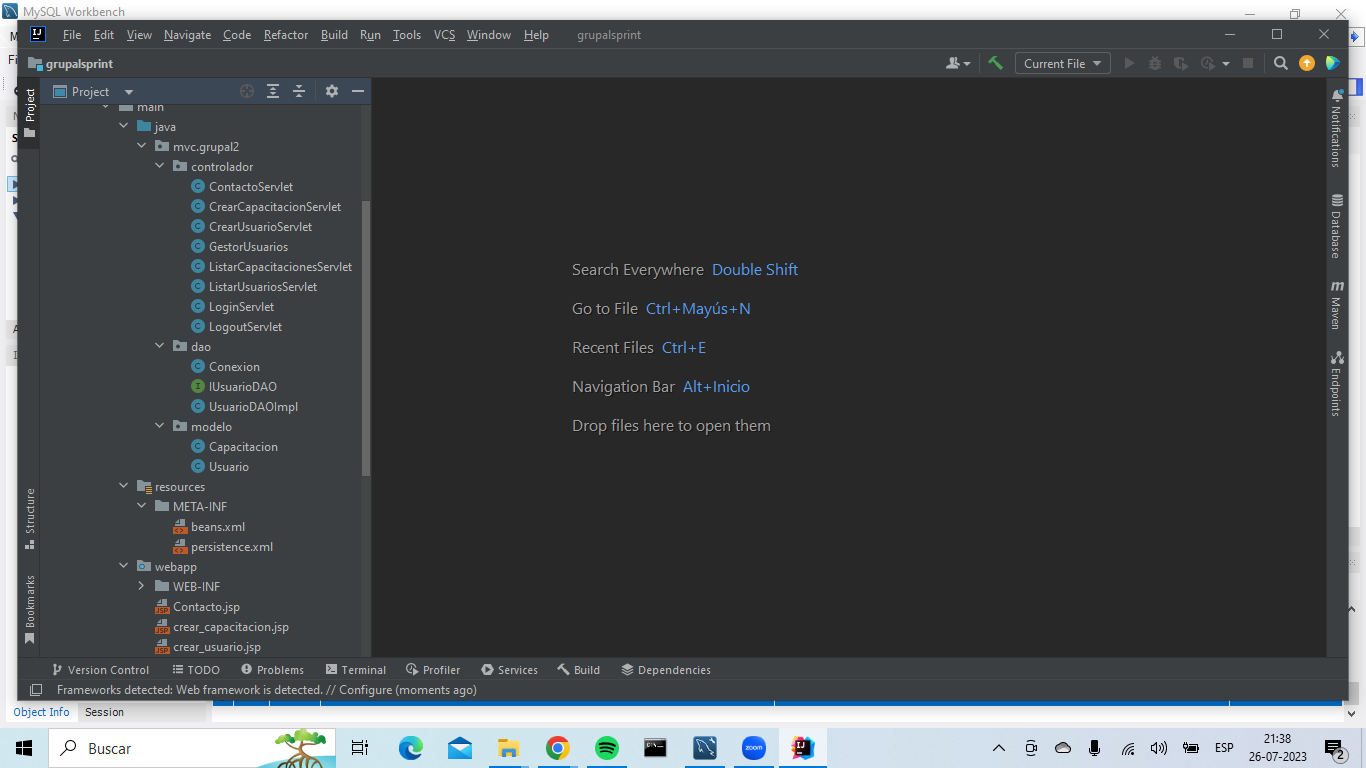 MySQL Workbench
File Edit View Navigate Code Refactor Build Run Tools VCS Window Help grupalsprint
grupalsprint
Current File
Project
Project
main
java
mvc.grupal2
controlador
ContactoServlet
CrearCapacitacionServlet
CrearUsuarioServlet
GestorUsuarios
ListarCapacitacionesServlet
ListarUsuariosServlet
LoginServlet
LogoutServlet
dao
Conexion
IUsuarioDAO
UsuarioDAOImpl
modelo
Capacitacion
Usuario
resources
META-INF
beans.xml
persistence.xml
webapp
WEB-INF
Contacto.jsp
crear_capacitacion.jsp
crear_usuario.jsp
Structure
Bookmarks
Search Everywhere Double Shift
Go to File Ctrl+Mayús+N
Recent Files Ctrl+E
Navigation Bar Alt+Inicio
Drop files here to open them
Notifications
Database
Maven
Endpoints
Version Control TODO Problems Terminal Profiler Services Build Dependencies
Frameworks detected: Web framework is detected. // Configure (moments ago)
Object Info Session
Buscar
zoom
ESP
21:38
26-07-2023
2